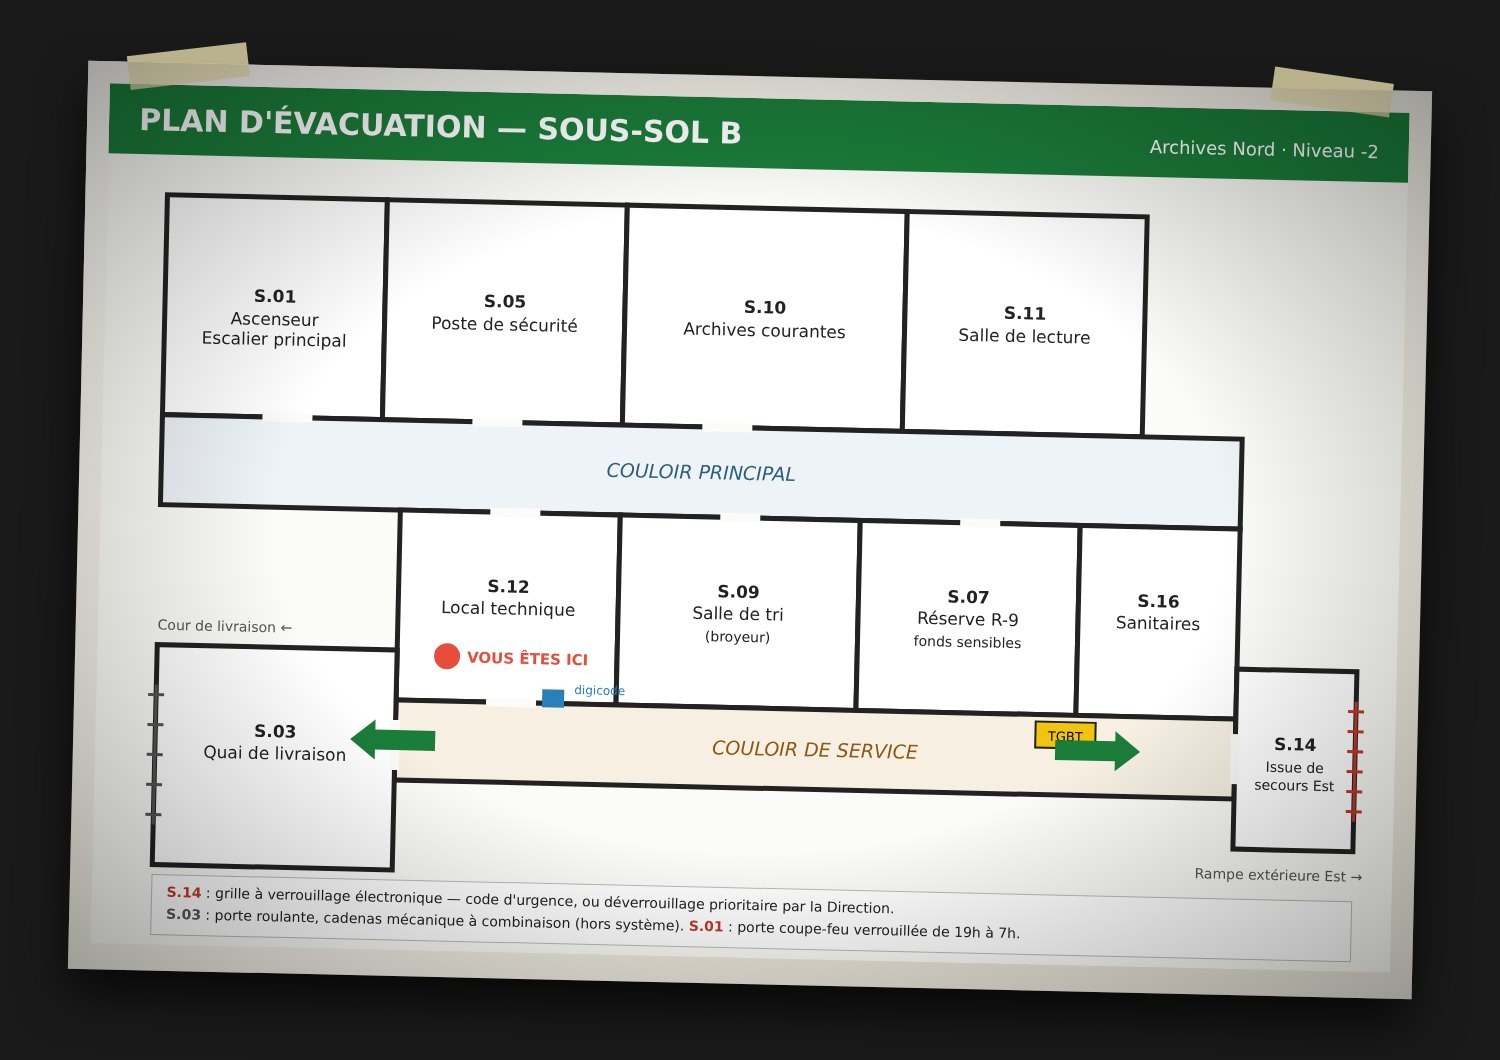 PLAN D'ÉVACUATION — SOUS-SOL B
Archives Nord · Niveau -2
S.01
Ascenseur
Escalier principal
S.05
Poste de sécurité
S.10
Archives courantes
S.11
Salle de lecture
COULOIR PRINCIPAL
S.12
Local technique
VOUS ÊTES ICI
digicode
S.09
Salle de tri
(broyeur)
S.07
Réserve R-9
fonds sensibles
S.16
Sanitaires
Cour de livraison ←
S.03
Quai de livraison
COULOIR DE SERVICE
TGBT
S.14
Issue de
secours Est
Rampe extérieure Est →
S.14 : grille à verrouillage électronique — code d'urgence, ou déverrouillage prioritaire par la Direction.
S.03 : porte roulante, cadenas mécanique à combinaison (hors système). S.01 : porte coupe-feu verrouillée de 19h à 7h.